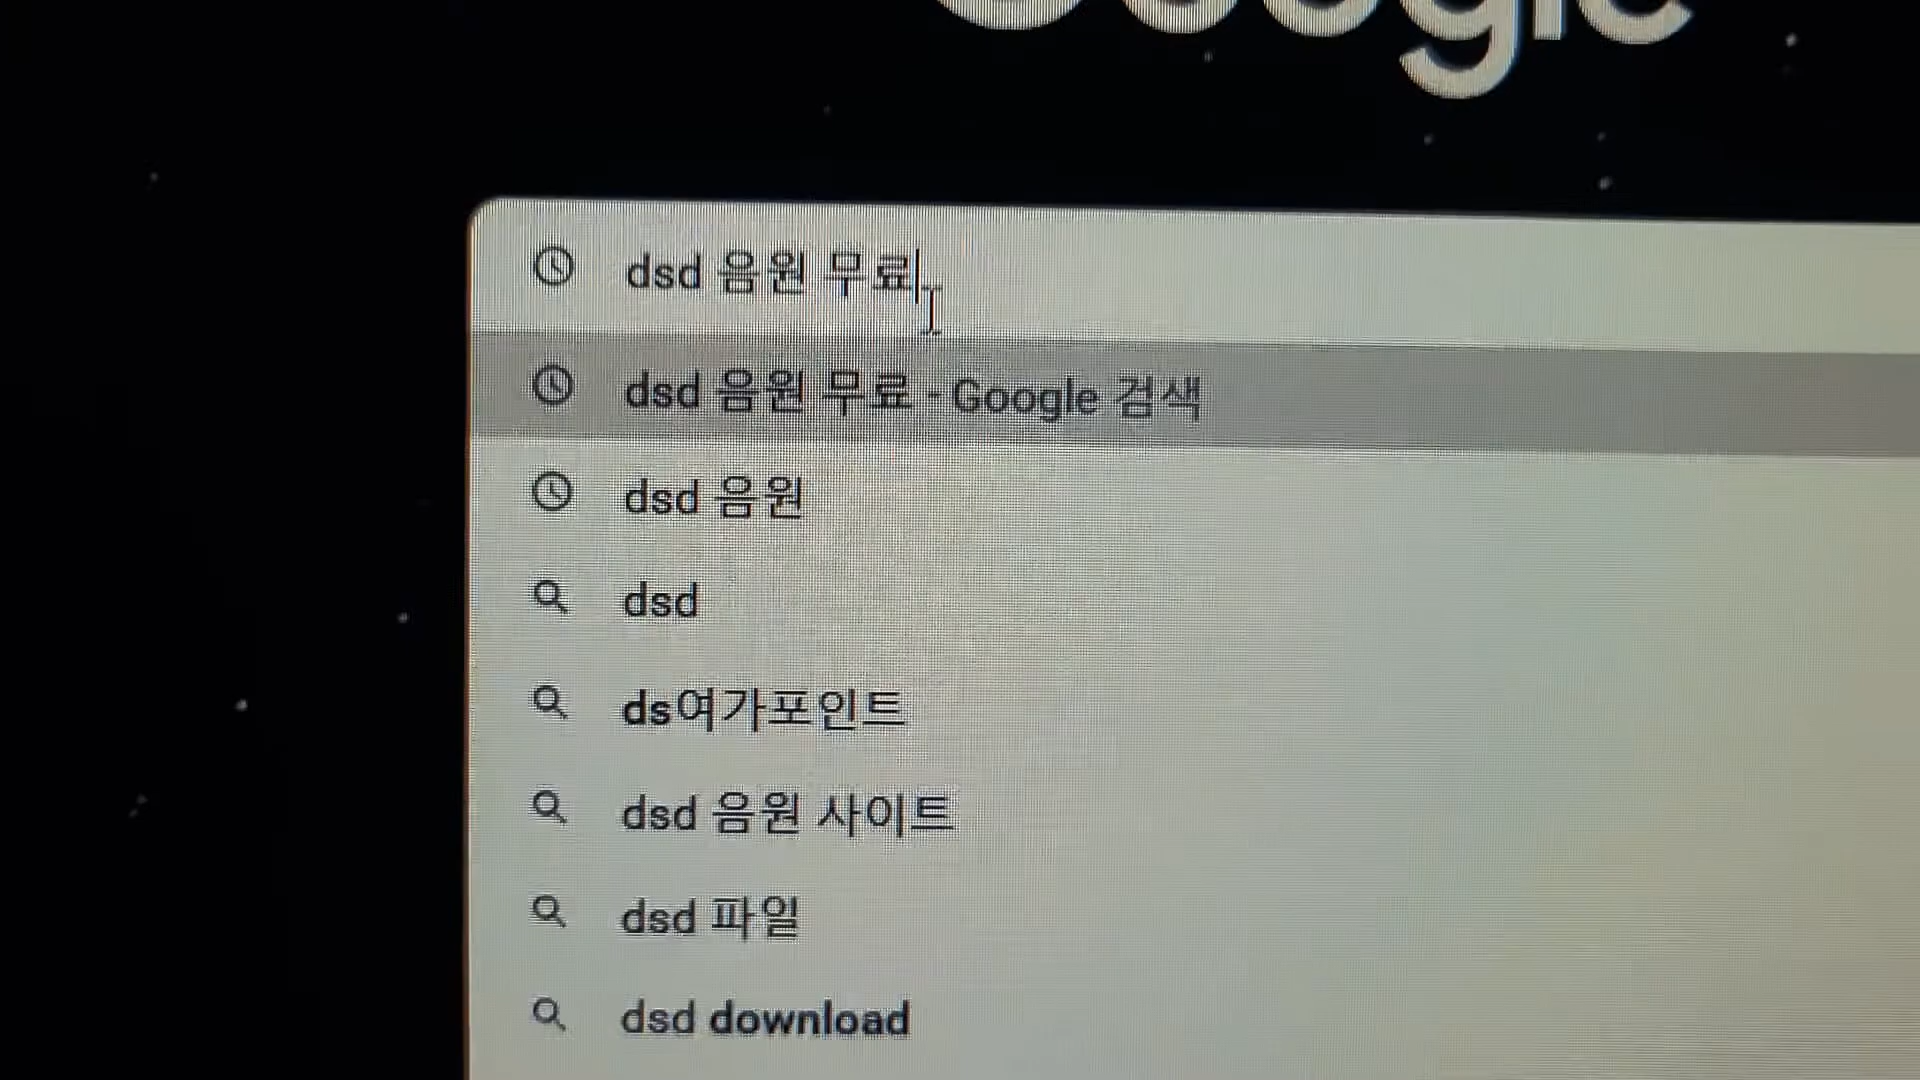 Google
dsd 음원 무료
dsd 음원 무료 - Google 검색
dsd 음원
dsd
ds여가포인트
dsd 음원 사이트
dsd 파일
dsd download